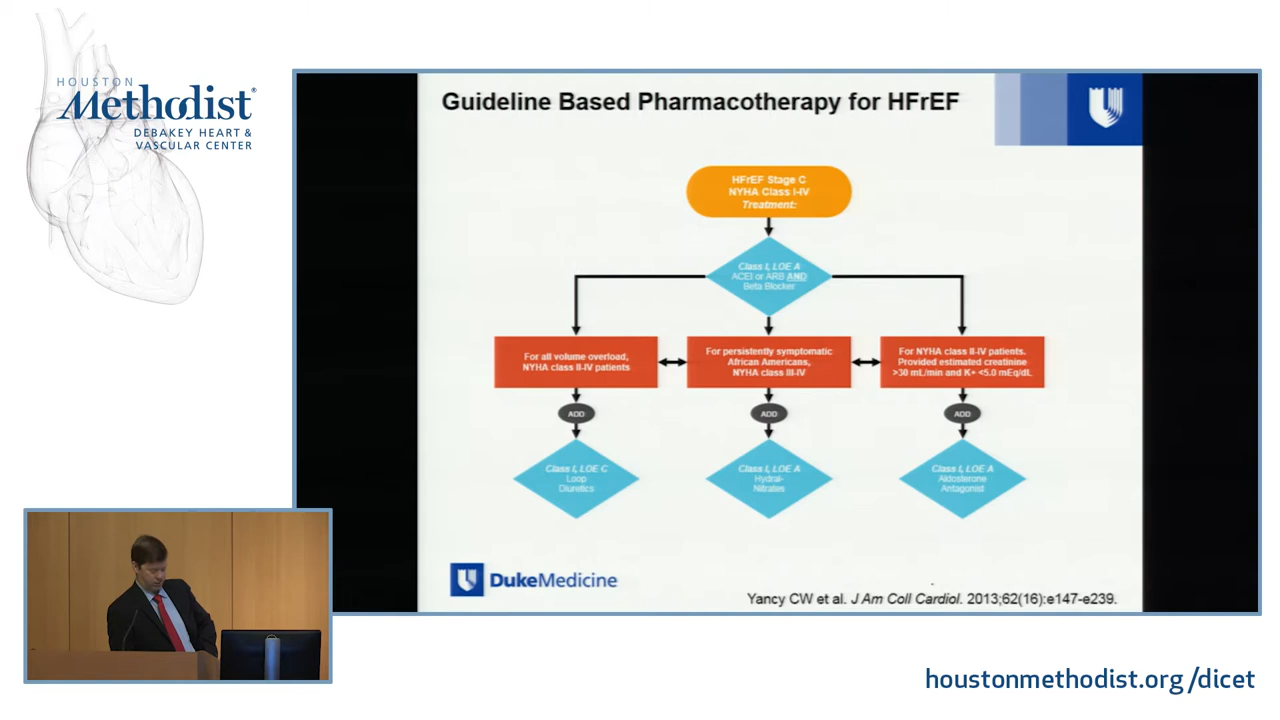 HOUSTON
Methodist®
DEBAKEY HEART &
VASCULAR CENTER
Guideline Based Pharmacotherapy for HFrEF
HFrEF Stage C
NYHA Class I-IV
Treatment:
Class I, LOE A
ACEI or ARB AND
Beta Blocker
For all volume overload,
NYHA class II-IV patients
For persistently symptomatic
African Americans,
NYHA class III-IV
For NYHA class II-IV patients.
Provided estimated creatinine
>30 mL/min and K+ <5.0 mEq/dL
ADD
ADD
ADD
Class I, LOE C
Loop
Diuretics
Class I, LOE A
Hydral-
Nitrates
Class I, LOE A
Aldosterone
Antagonist
DukeMedicine
Yancy CW et al. J Am Coll Cardiol. 2013;62(16):e147-e239.
houstonmethodist.org/dicet